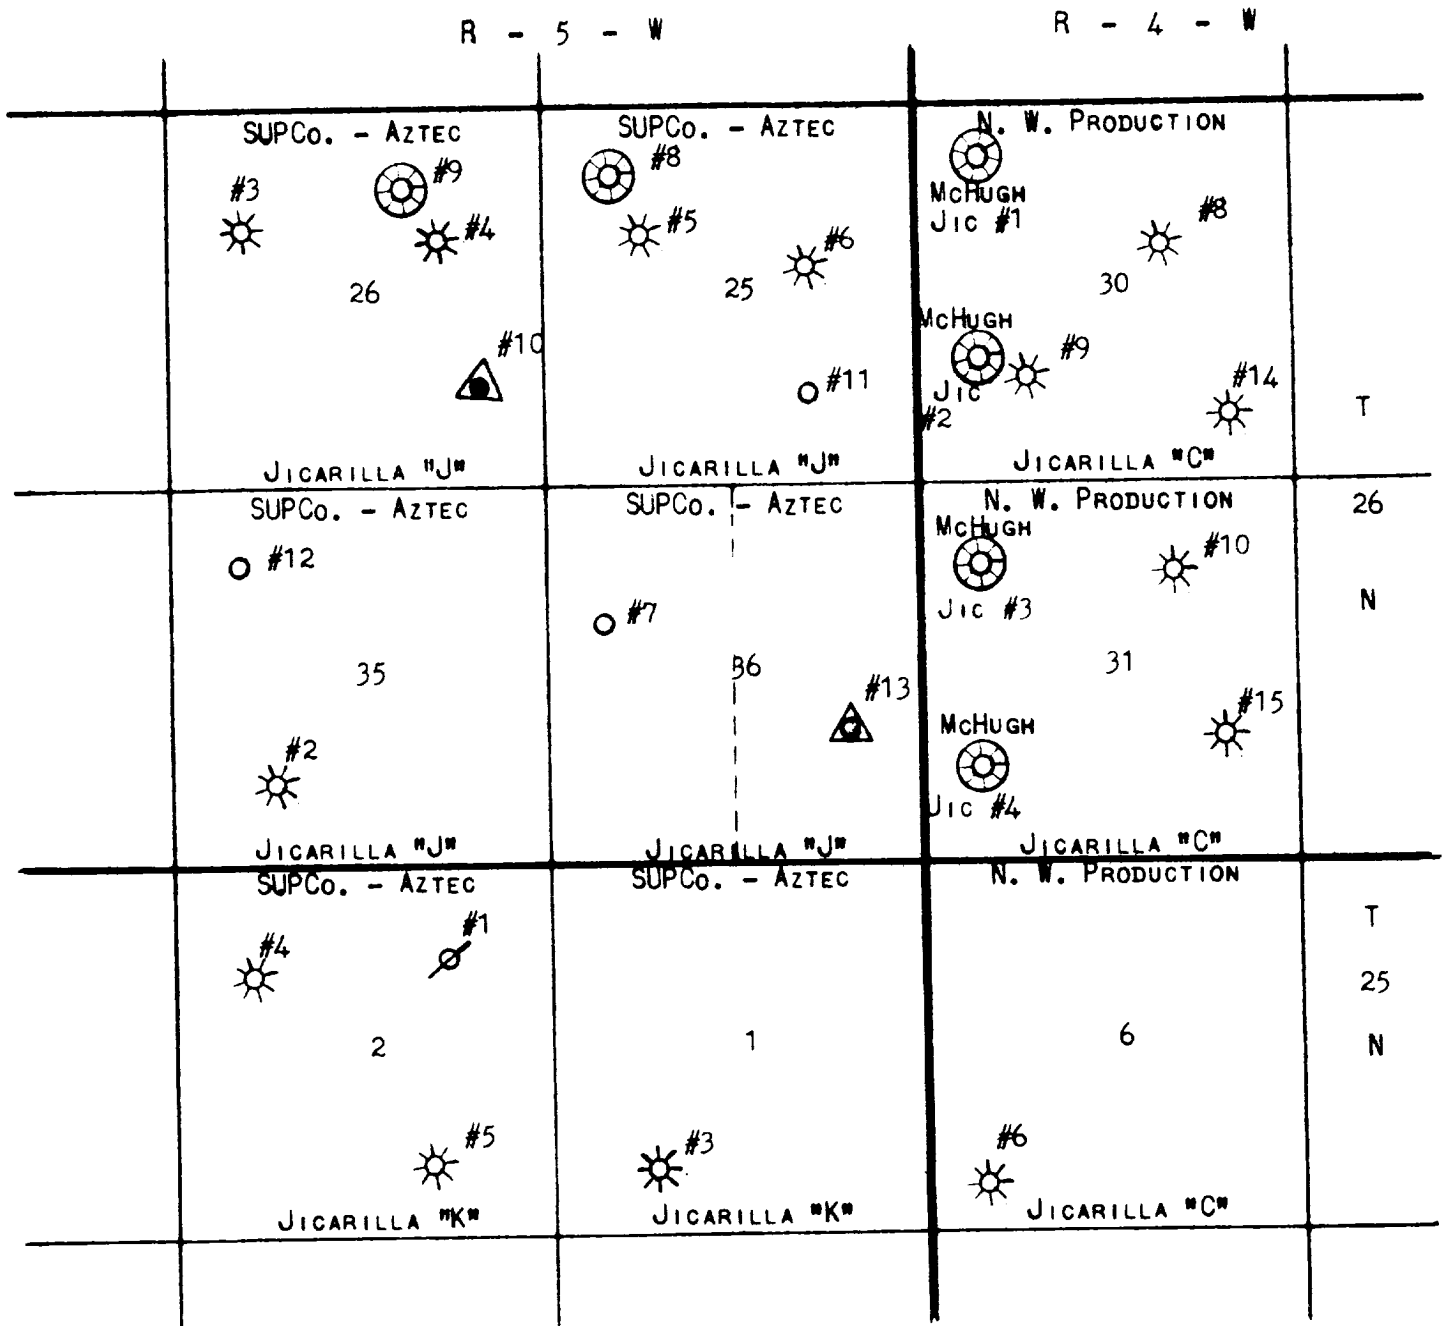 R - 5 - W
R - 4 - W
SUPCo. - AZTEC
#3
#9
#4
26
#10
JICARILLA "J"
SUPCo. - AZTEC
#8
#5
#6
25
#11
JICARILLA "J"
N. W. PRODUCTION
McHUGH
JIC #1
#8
30
McHUGH
#9
JIC
#2
#14
JICARILLA "C"
T
26
N
SUPCo. - AZTEC
#12
35
#2
JICARILLA "J"
SUPCo. - AZTEC
#7
36
#13
JICARILLA "J"
N. W. PRODUCTION
McHUGH
#10
JIC #3
31
#15
McHUGH
JIC #4
JICARILLA "C"
SUPCo. - AZTEC
#1
#4
2
#5
JICARILLA "K"
SUPCo. - AZTEC
1
#3
JICARILLA "K"
N. W. PRODUCTION
6
#6
JICARILLA "C"
T
25
N